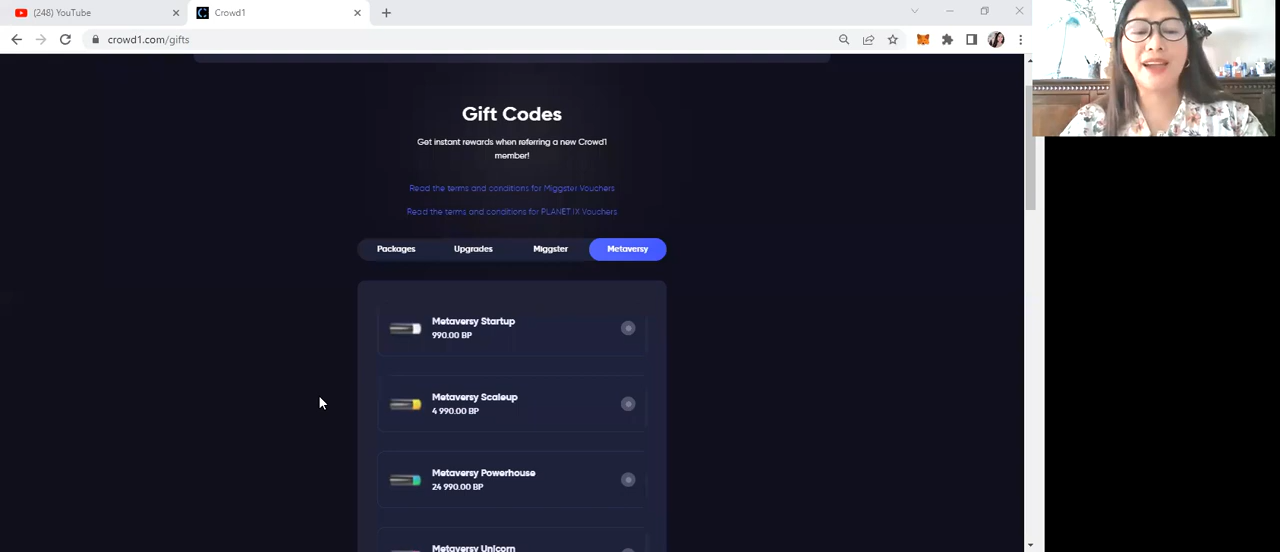 (248) YouTube
Crowd1
crowd1.com/gifts
Gift Codes
Get instant rewards when referring a new Crowd1
member!
Read the terms and conditions for Miggster Vouchers
Read the terms and conditions for PLANET IX Vouchers
Packages Upgrades Miggster Metaversy
Metaversy Startup
990.00 BP
Metaversy Scaleup
4 990.00 BP
Metaversy Powerhouse
24 990.00 BP
Metaversy Unicorn